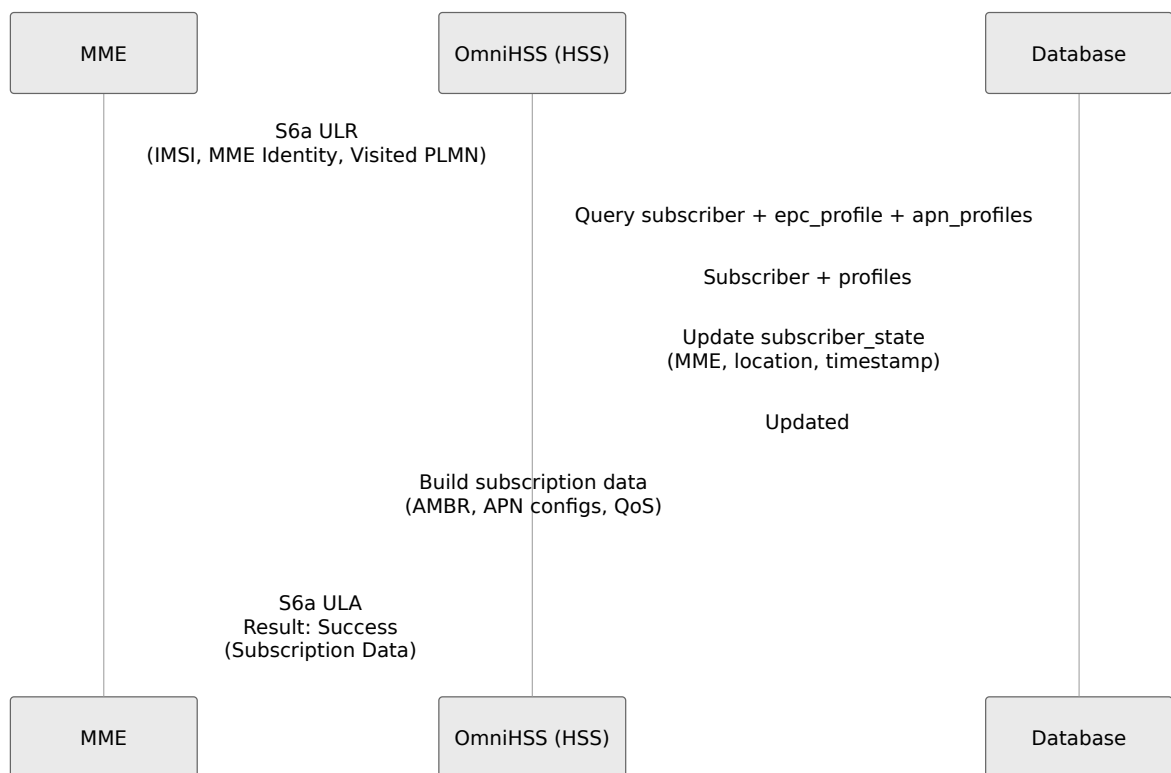 MME
OmniHSS (HSS)
Database
S6a ULR
(IMSI, MME Identity, Visited PLMN)
Query subscriber + epc_profile + apn_profiles
Subscriber + profiles
Update subscriber_state
(MME, location, timestamp)
Updated
Build subscription data
(AMBR, APN configs, QoS)
S6a ULA
Result: Success
(Subscription Data)
MME
OmniHSS (HSS)
Database